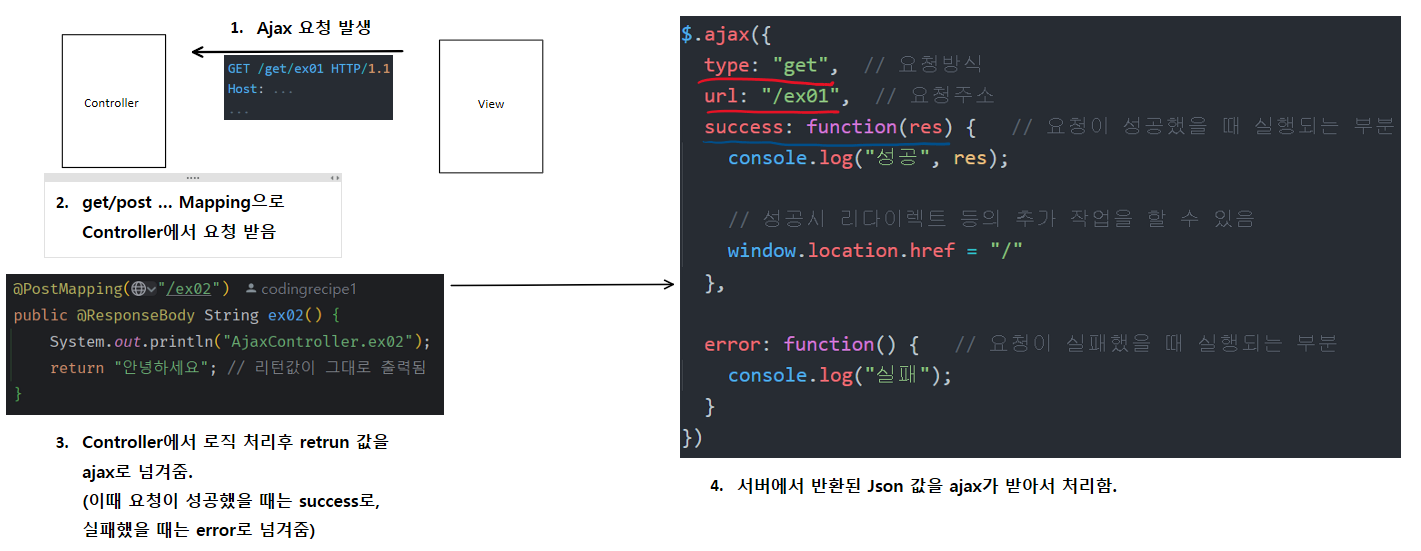 1. Ajax 요청 발생
Controller
GET /get/ex01 HTTP/1.1
Host: ...
...
View
2. get/post ... Mapping으로
Controller에서 요청 받음
@PostMapping("/ex02") codingrecipe1
public @ResponseBody String ex02() {
System.out.println("AjaxController.ex02");
return "안녕하세요"; // 리턴값이 그대로 출력됨
}
3. Controller에서 로직 처리후 retrun 값을
ajax로 넘겨줌.
(이때 요청이 성공했을 때는 success로,
실패했을 때는 error로 넘겨줌)
$.ajax({
type: "get", // 요청방식
url: "/ex01", // 요청주소
success: function(res) { // 요청이 성공했을 때 실행되는 부분
console.log("성공", res);
// 성공시 리다이렉트 등의 추가 작업을 할 수 있음
window.location.href = "/"
},
error: function() { // 요청이 실패했을 때 실행되는 부분
console.log("실패");
}
})
4. 서버에서 반환된 Json 값을 ajax가 받아서 처리함.